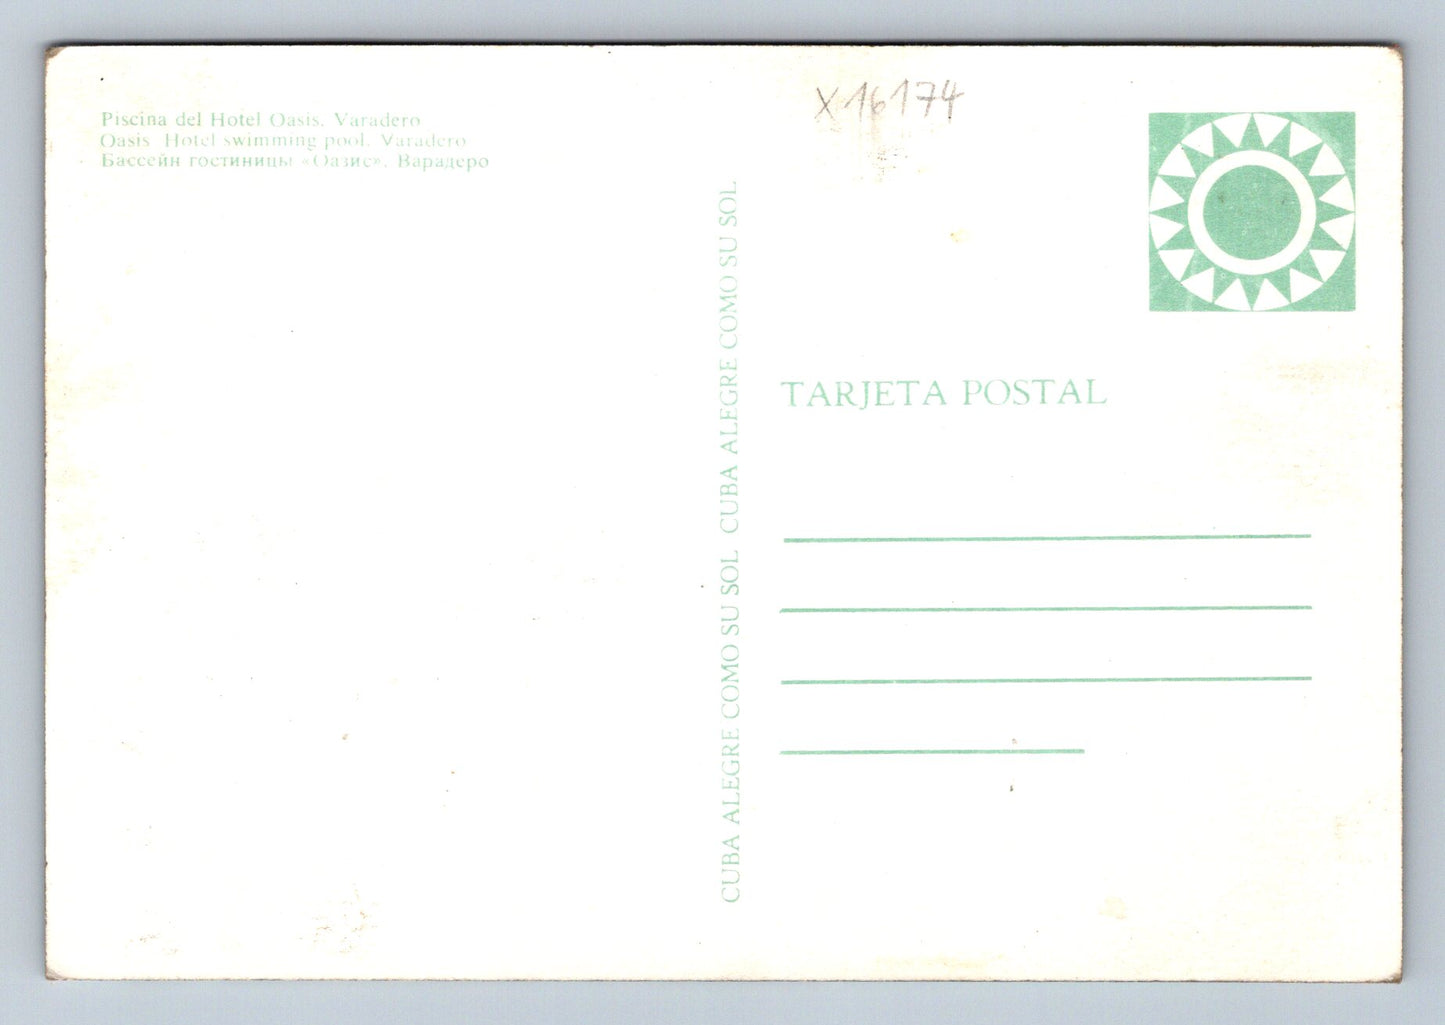 Piscina del Hotel Oasis. Varadero
Oasis Hotel swimming pool. Varadero
Бассейн гостиницы «Оазис». Варадеро
X 16174
CUBA ALEGRE COMO SU SOL CUBA ALEGRE COMO SU SOL
TARJETA POSTAL